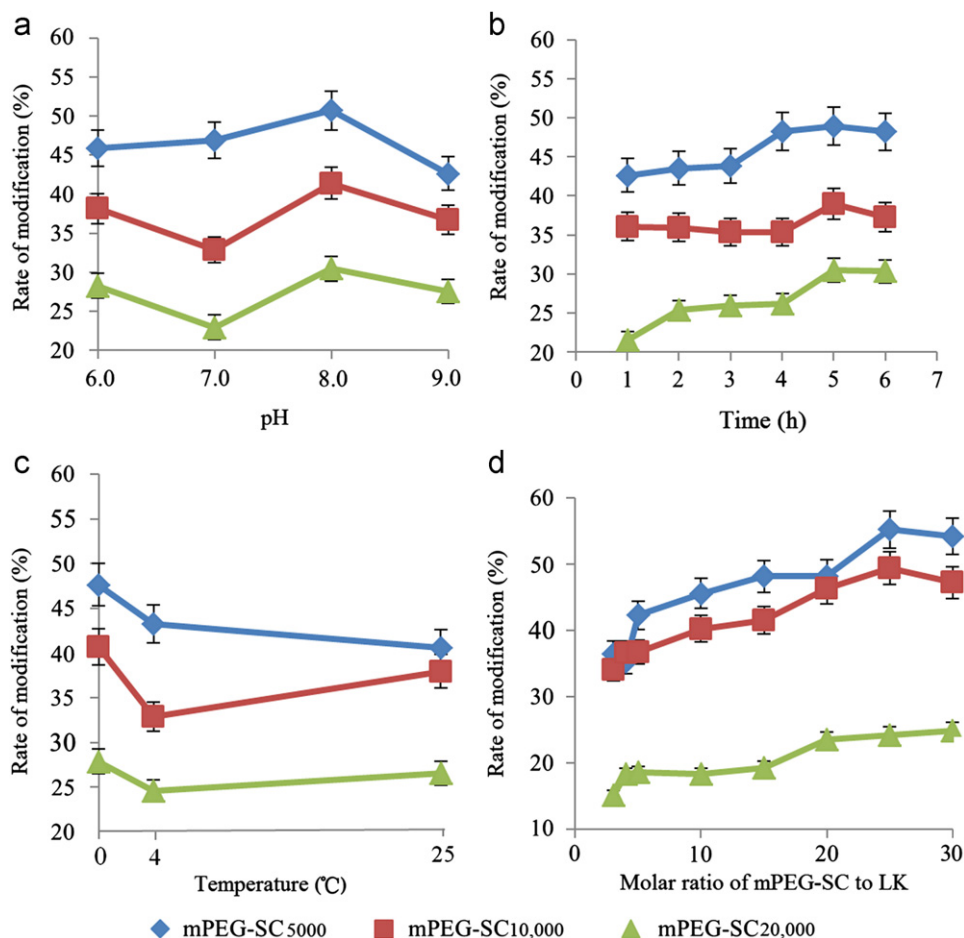 a
60
55
50
45
40
35
30
25
20
6.0 7.0 8.0 9.0
pH
Rate of modification (%)
b
60
55
50
45
40
35
30
25
20
0 1 2 3 4 5 6 7
Time (h)
Rate of modification (%)
c
60
55
50
45
40
35
30
25
20
0 4 25
Temperature (℃)
Rate of modification (%)
d
60
50
40
30
20
10
0 10 20 30
Molar ratio of mPEG-SC to LK
Rate of modification (%)
mPEG-SC5000 mPEG-SC10,000 mPEG-SC20,000